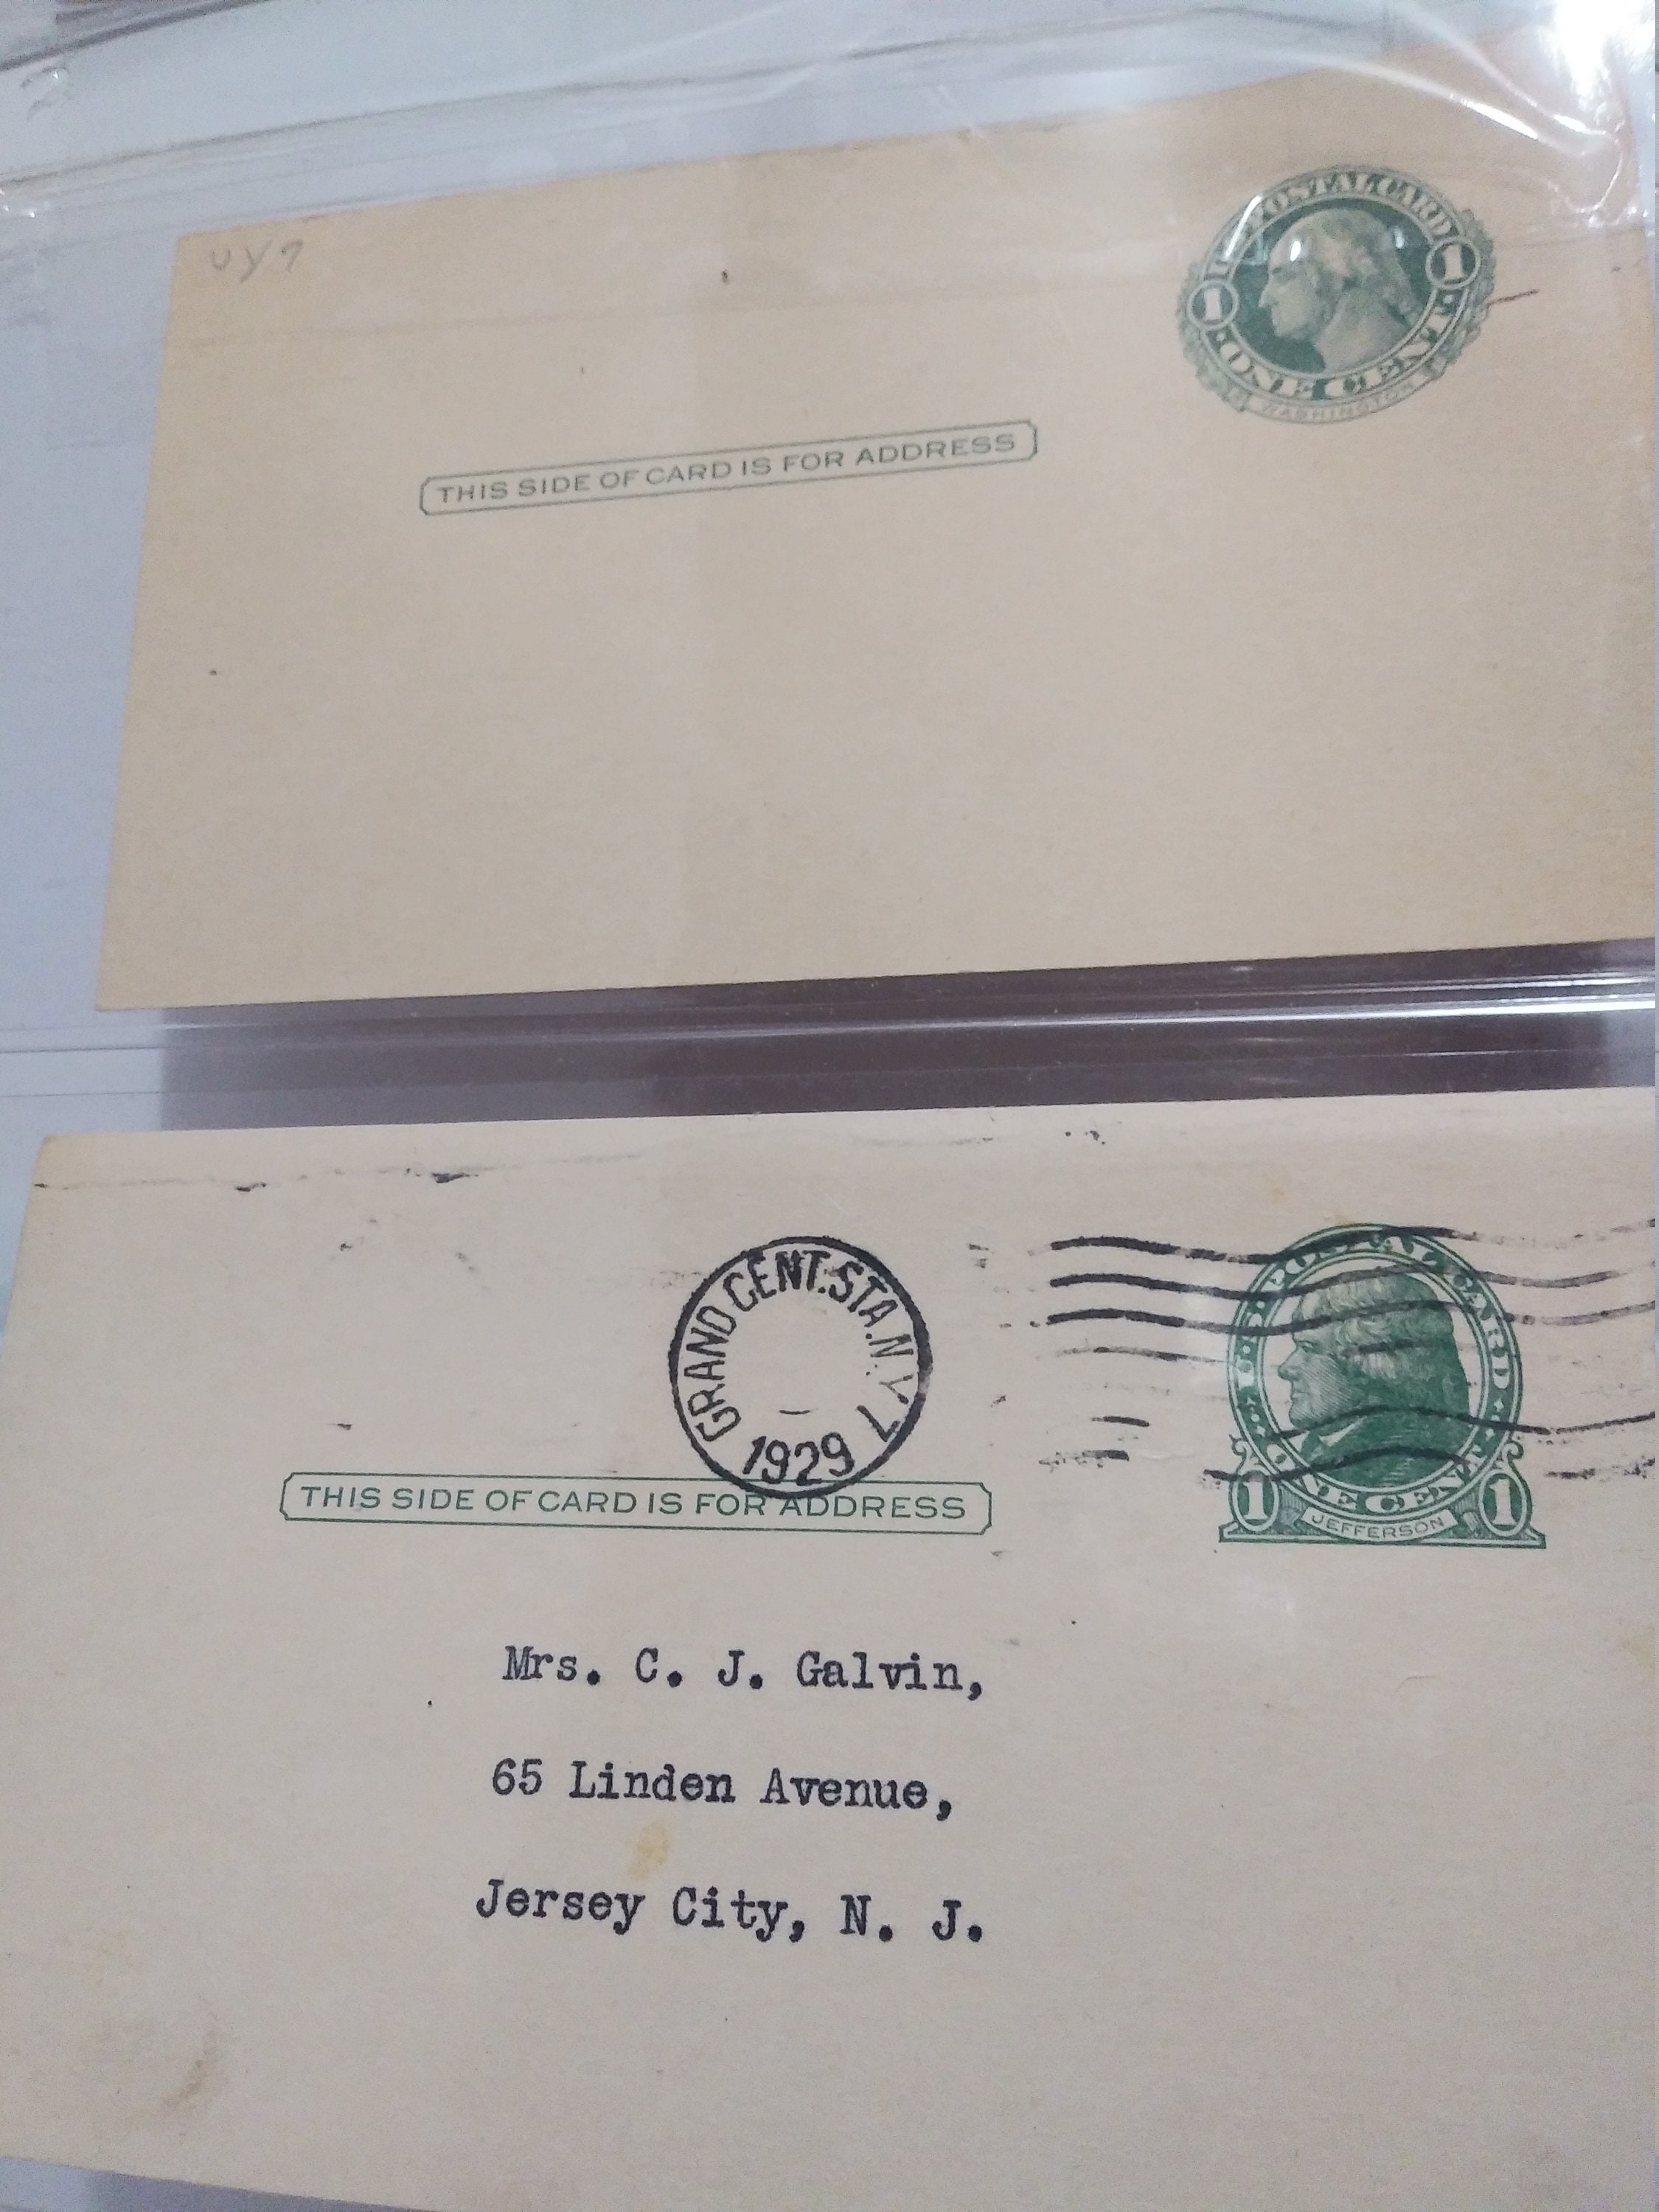 UY7
U.S. POSTAL CARD
1 1
ONE CENT
WASHINGTON
THIS SIDE OF CARD IS FOR ADDRESS
GRAND CENT. STA. N.Y. 7
1929
U.S. POSTAL CARD
ONE CENT
1 JEFFERSON 1
THIS SIDE OF CARD IS FOR ADDRESS
Mrs. C. J. Galvin,
65 Linden Avenue,
Jersey City, N. J.